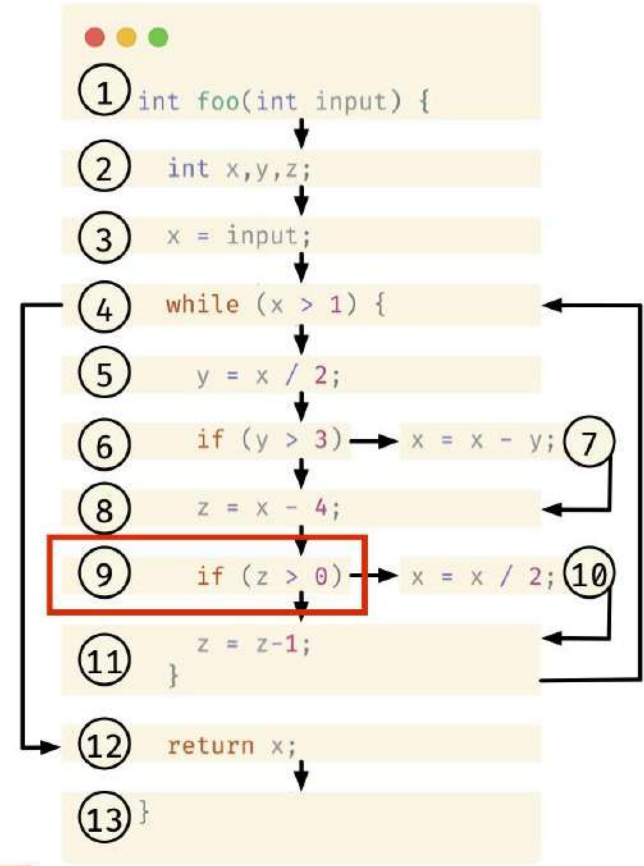 1 int foo(int input) {
2 int x,y,z;
3 x = input;
4 while (x > 1) {
5 y = x / 2;
6 if (y > 3) x = x - y; 7
8 z = x - 4;
9 if (z > 0) x = x / 2; 10
z = z-1;
11 }
12 return x;
13 }